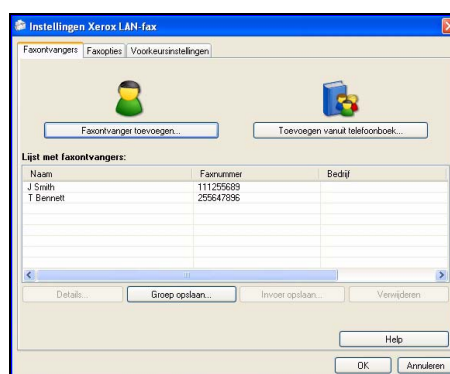 Instellingen Xerox LAN-fax
Faxontvangers Faxopties Voorkeursinstellingen
Faxontvanger toevoegen... Toevoegen vanuit telefoonboek...
Lijst met faxontvangers:
Naam Faxnummer Bedrijf
J Smith 111255689
T Bennett 255647896
Details... Groep opslaan... Invoer opslaan... Verwijderen
Help
OK Annuleren